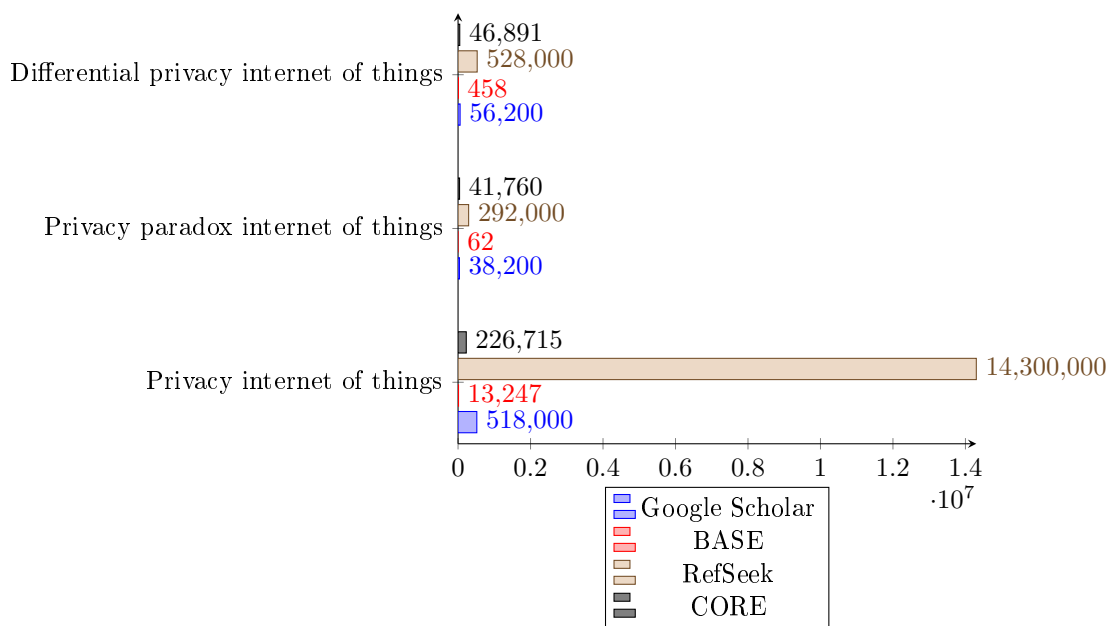 46,891
528,000
Differential privacy internet of things
458
56,200
41,760
292,000
Privacy paradox internet of things
62
38,200
226,715
14,300,000
Privacy internet of things
13,247
518,000
0 0.2 0.4 0.6 0.8 1 1.2 1.4
·10⁷
Google Scholar
BASE
RefSeek
CORE